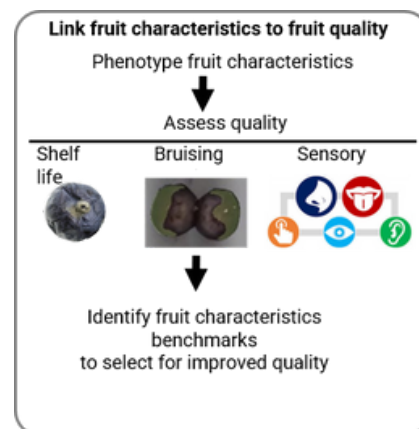 Link fruit characteristics to fruit quality
Phenotype fruit characteristics
Assess quality
Shelf life
Bruising
Sensory
Identify fruit characteristics
benchmarks
to select for improved quality